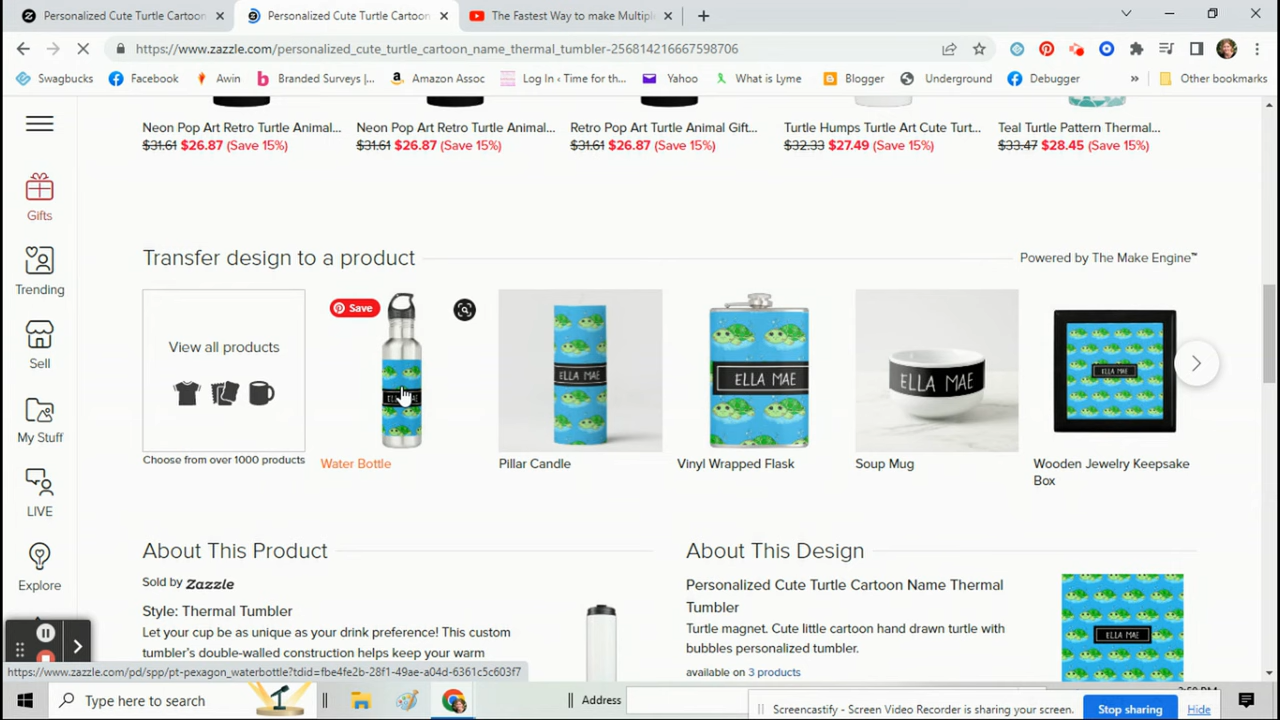 Personalized Cute Turtle Cartoon
Personalized Cute Turtle Cartoon
The Fastest Way to make Multiple
https://www.zazzle.com/personalized_cute_turtle_cartoon_name_thermal_tumbler-256814216667598706
Swagbucks
Facebook
Awin
Branded Surveys |...
Amazon Assoc
Log In ‹ Time for th...
Yahoo
What is Lyme
Blogger
Underground
Debugger
»
Other bookmarks
Neon Pop Art Retro Turtle Animal...
$31.61 $26.87 (Save 15%)
Neon Pop Art Retro Turtle Animal...
$31.61 $26.87 (Save 15%)
Retro Pop Art Turtle Animal Gift...
$31.61 $26.87 (Save 15%)
Turtle Humps Turtle Art Cute Turt...
$32.33 $27.49 (Save 15%)
Teal Turtle Pattern Thermal...
$33.47 $28.45 (Save 15%)
Gifts
Trending
Sell
My Stuff
LIVE
Explore
Transfer design to a product
Powered by The Make Engine™
View all products
Choose from over 1000 products
Save
Water Bottle
ELLA MAE
Pillar Candle
ELLA MAE
Vinyl Wrapped Flask
ELLA MAE
Soup Mug
ELLA MAE
Wooden Jewelry Keepsake
Box
About This Product
Sold by Zazzle
Style: Thermal Tumbler
Let your cup be as unique as your drink preference! This custom
tumbler's double-walled construction helps keep your warm
About This Design
Personalized Cute Turtle Cartoon Name Thermal
Tumbler
Turtle magnet. Cute little cartoon hand drawn turtle with
bubbles personalized tumbler.
available on 3 products
ELLA MAE
https://www.zazzle.com/pd/spp/pt-pexagon_waterbottle?tdid=fbe4fe2b-28f1-49ae-a04d-6361c5c603f7
Type here to search
Address
Screencastify - Screen Video Recorder is sharing your screen.
Stop sharing
Hide